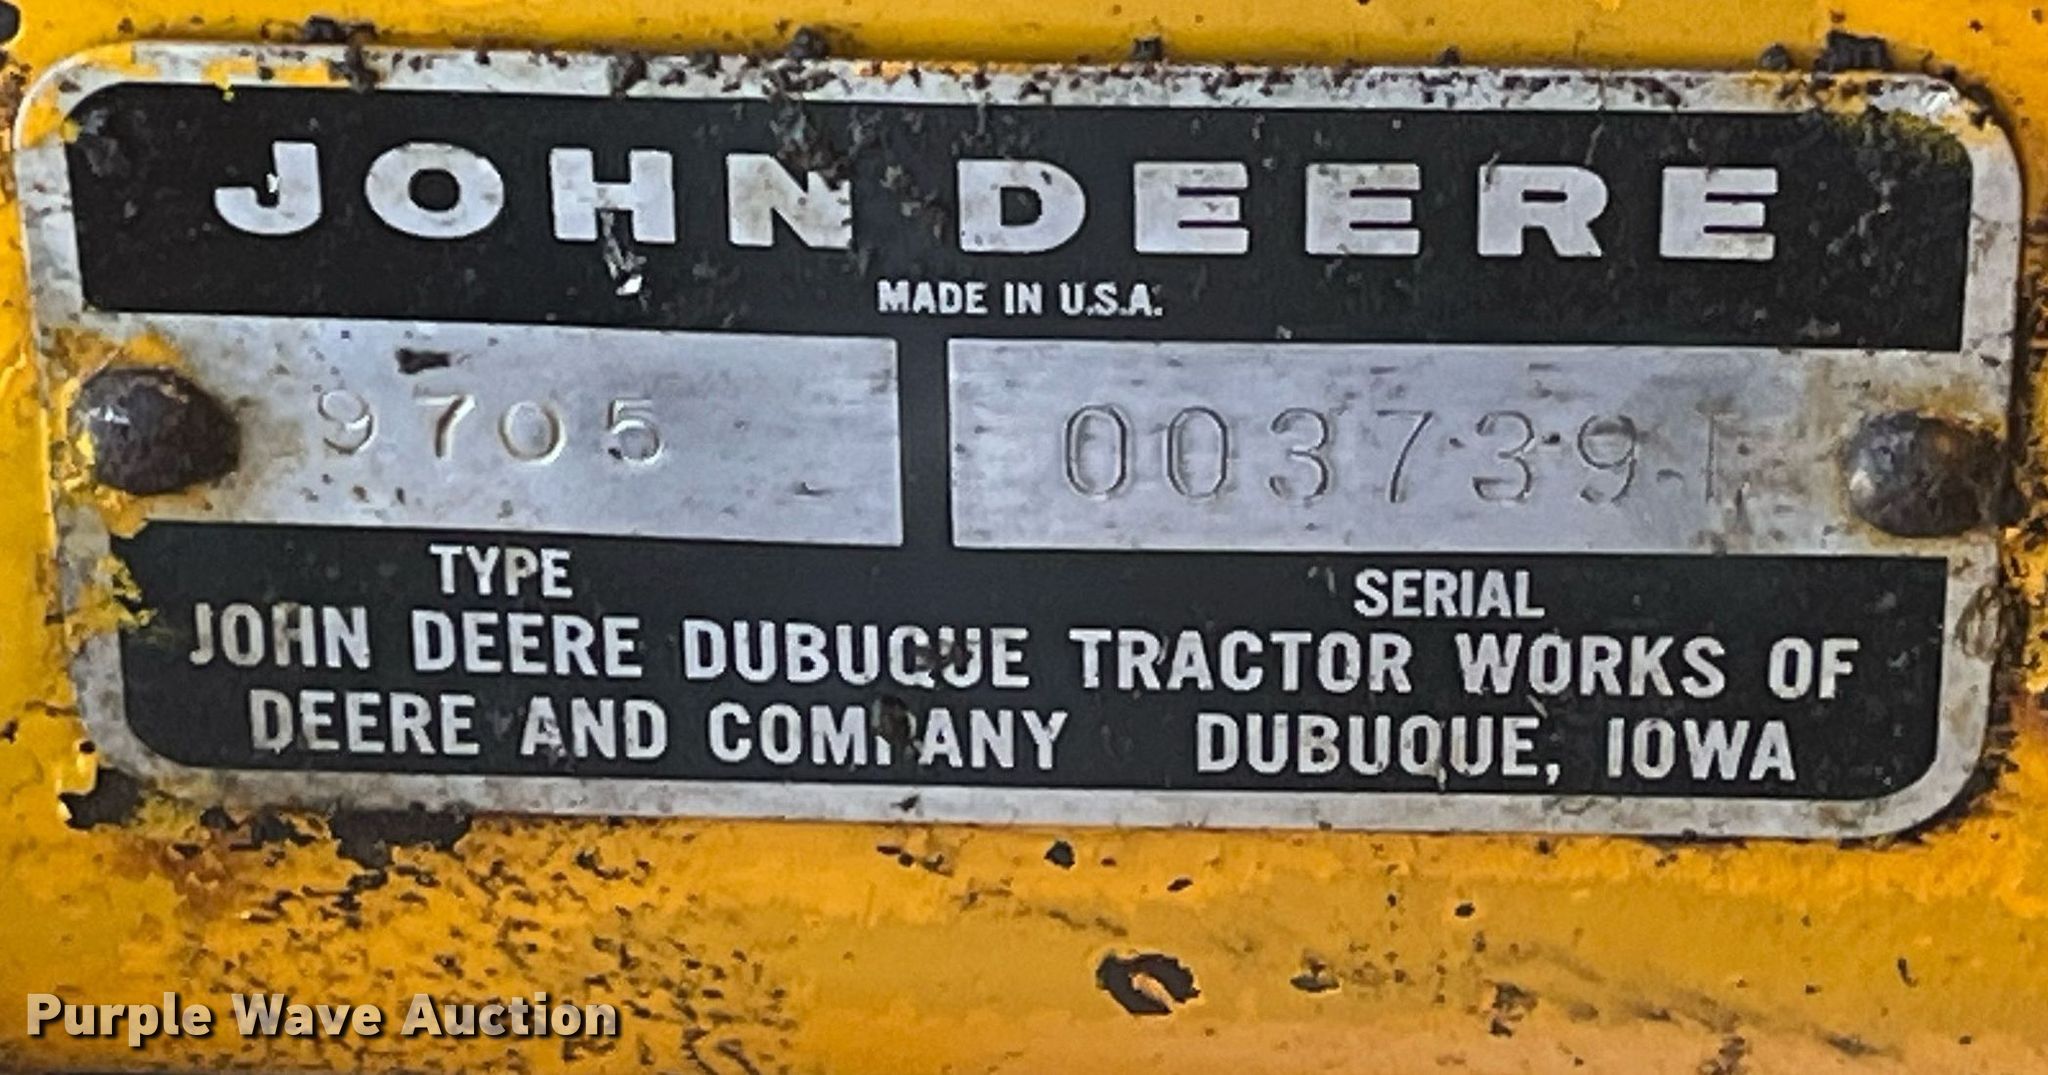 JOHN DEERE
MADE IN U.S.A.
9705 003739T
TYPE SERIAL
JOHN DEERE DUBUQUE TRACTOR WORKS OF
DEERE AND COMPANY DUBUQUE, IOWA
Purple Wave Auction